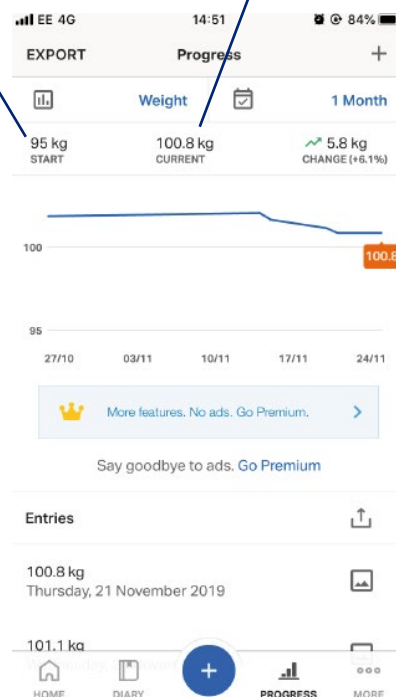 EE 4G 14:51 84%
EXPORT Progress +
Weight 1 Month
95 kg 100.8 kg 5.8 kg
START CURRENT CHANGE (+6.1%)
100
100.8
95
27/10 03/11 10/11 17/11 24/11
More features. No ads. Go Premium.
Say goodbye to ads. Go Premium
Entries
100.8 kg
Thursday, 21 November 2019
101.1 kg
HOME DIARY + PROGRESS MORE